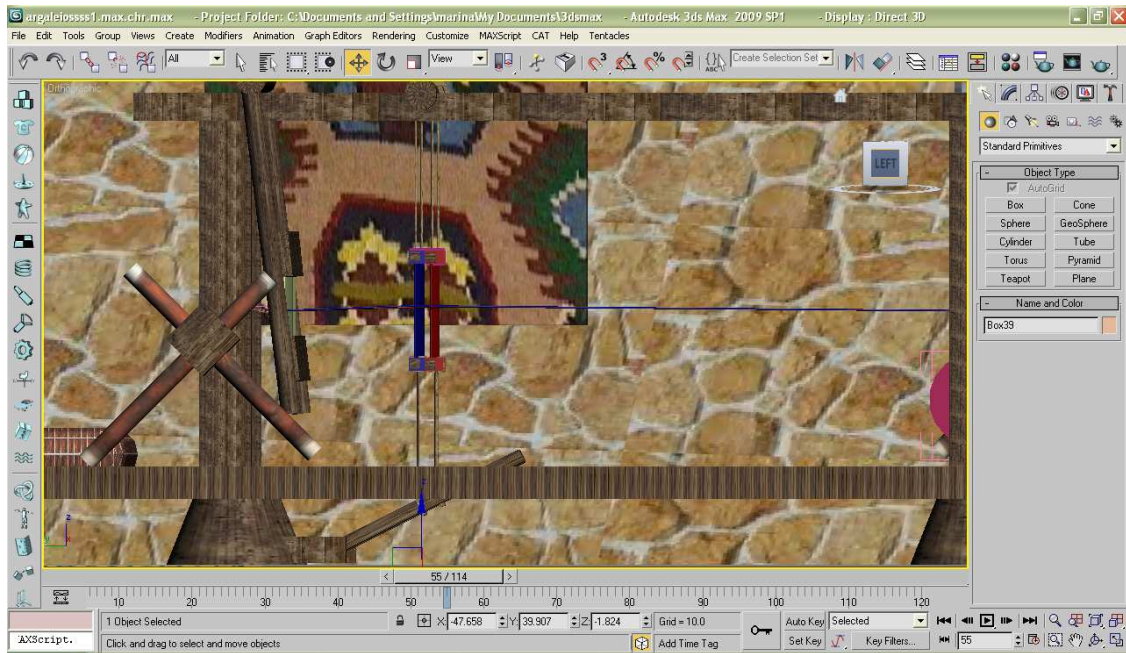 argaleiossss1.max.chr.max - Project Folder: C:\Documents and Settings\marina\My Documents\3dsmax - Autodesk 3ds Max 2009 SP1 - Display : Direct 3D
File Edit Tools Group Views Create Modifiers Animation Graph Editors Rendering Customize MAXScript CAT Help Tentacles
All View ABC Create Selection Set
Orthographic
LEFT
Standard Primitives
- Object Type
AutoGrid
Box Cone
Sphere GeoSphere
Cylinder Tube
Torus Pyramid
Teapot Plane
- Name and Color
Box39
z
z
y
< 55 / 114 >
10 20 30 40 50 60 70 80 90 100 110 120
1 Object Selected X: -47.658 Y: 39.907 Z: -1.824 Grid = 10.0 Auto Key Selected
AXScript. Click and drag to select and move objects Add Time Tag Set Key Key Filters... 55